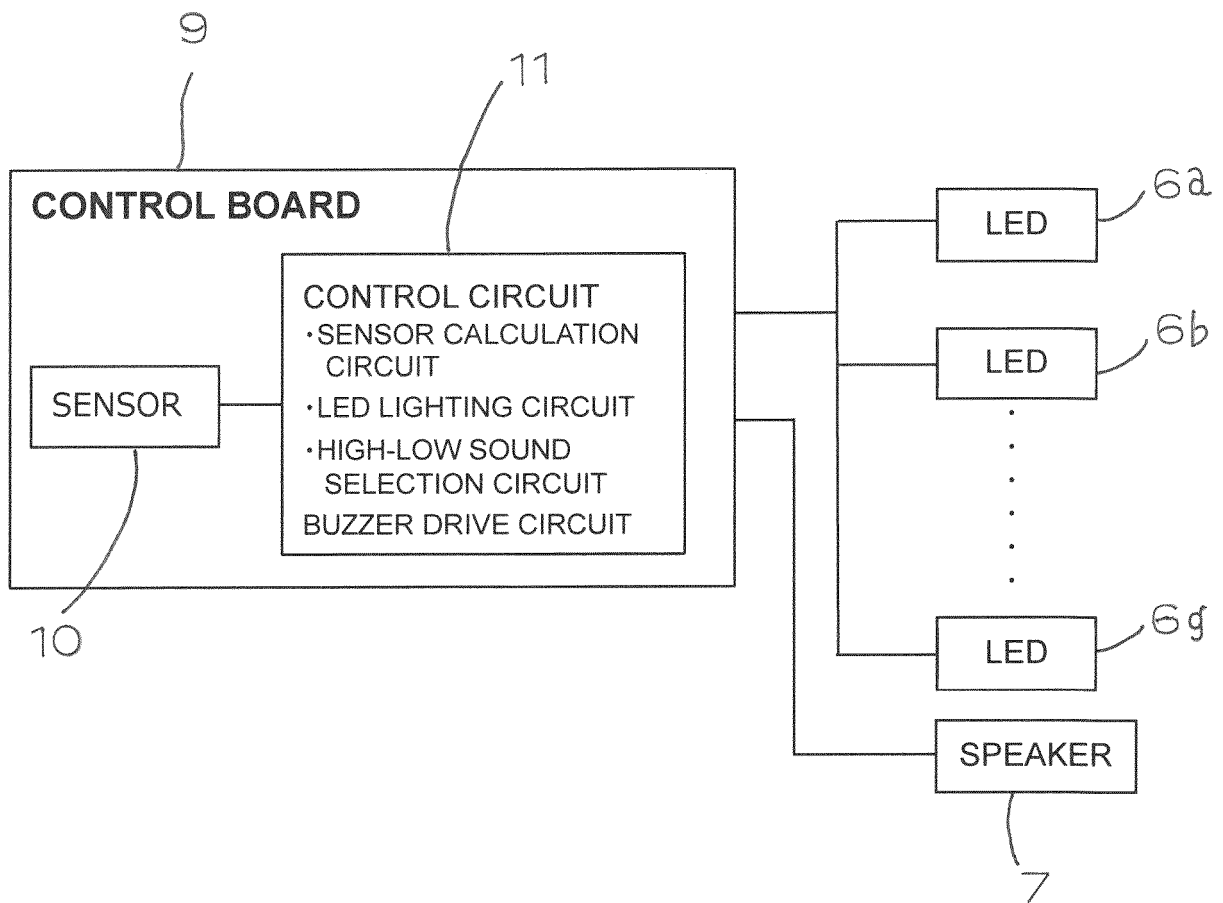 9
11
CONTROL BOARD
6a
LED
CONTROL CIRCUIT
・SENSOR CALCULATION
CIRCUIT
・LED LIGHTING CIRCUIT
・HIGH-LOW SOUND
SELECTION CIRCUIT
BUZZER DRIVE CIRCUIT
SENSOR
10
6b
LED
6g
LED
SPEAKER
7